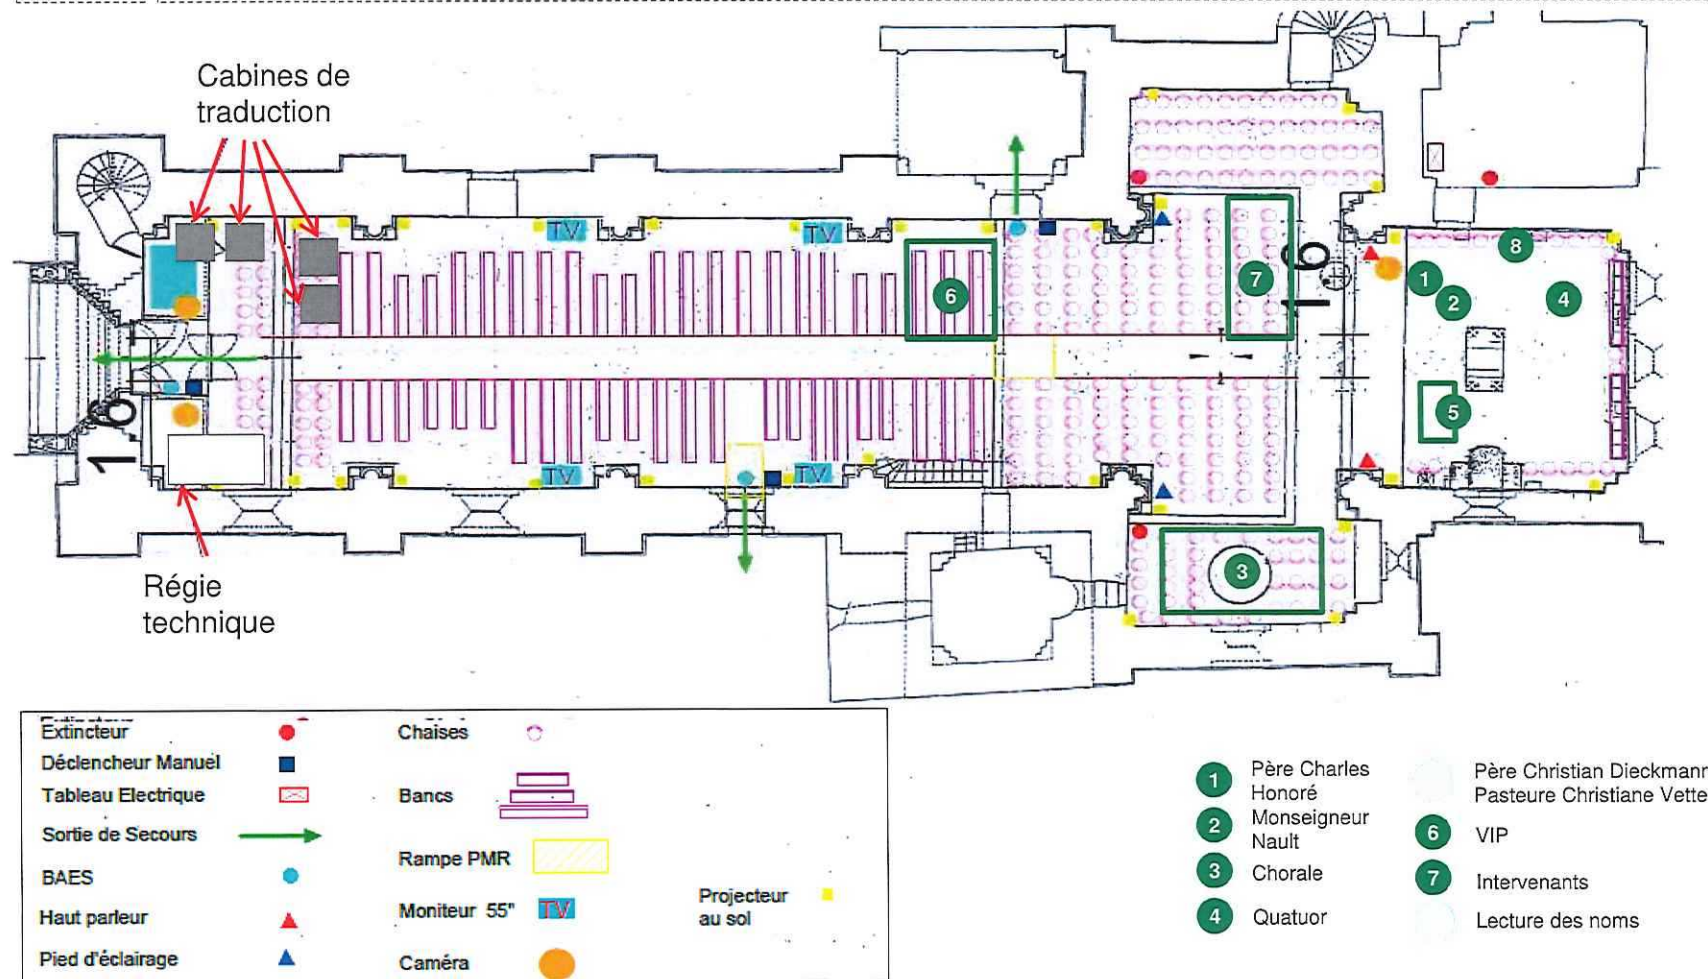 Cabines de
traduction
TV
TV
6
7
16
8
1
2
4
5
16
TV
TV
3
Régie
technique
Extincteur
Déclencheur Manuel
Tableau Electrique
Sortie de Secours
BAES
Haut parleur
Pied d'éclairage
Chaises
Bancs
Rampe PMR
Moniteur 55" TV
Caméra
Projecteur
au sol
1 Père Charles
Honoré
2 Monseigneur
Nault
3 Chorale
4 Quatuor
Père Christian Dieckmann
Pasteure Christiane Vette
6 VIP
7 Intervenants
Lecture des noms